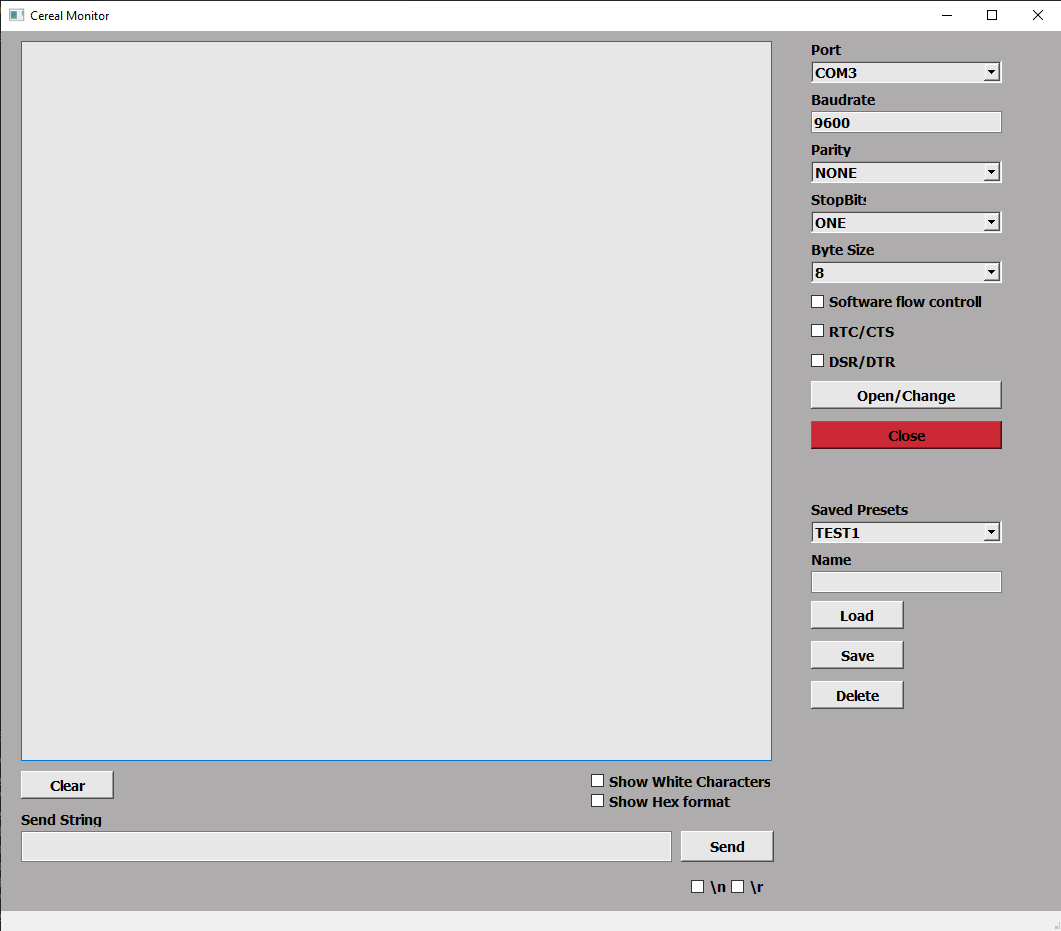 Cereal Monitor
Port
COM3
Baudrate
9600
Parity
NONE
StopBits
ONE
Byte Size
8
Software flow controll
RTC/CTS
DSR/DTR
Open/Change
Close
Saved Presets
TEST1
Name
Load
Save
Delete
Clear
Show White Characters
Show Hex format
Send String
Send
\n \r